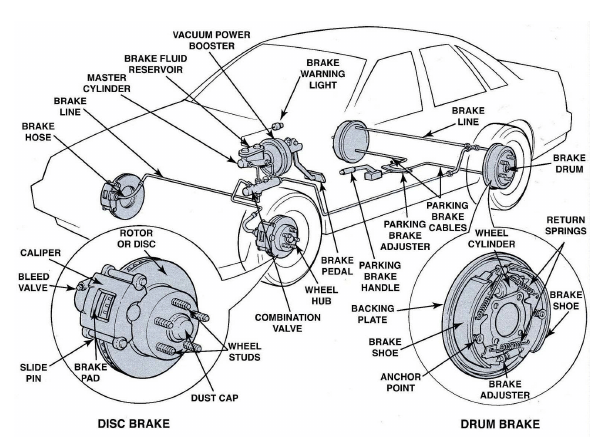 VACUUM POWER
BOOSTER
BRAKE FLUID
RESERVOIR
MASTER
CYLINDER
BRAKE
LINE
BRAKE
HOSE
BRAKE
WARNING
LIGHT
BRAKE
LINE
BRAKE
DRUM
PARKING
BRAKE
CABLES
PARKING
BRAKE
ADJUSTER
PARKING
BRAKE
HANDLE
BRAKE
PEDAL
WHEEL
HUB
COMBINATION
VALVE
ROTOR
OR DISC
CALIPER
BLEED
VALVE
SLIDE
PIN
BRAKE
PAD
WHEEL
STUDS
DUST CAP
DISC BRAKE
WHEEL
CYLINDER
RETURN
SPRINGS
BRAKE
SHOE
BACKING
PLATE
BRAKE
SHOE
ANCHOR
POINT
BRAKE
ADJUSTER
DRUM BRAKE